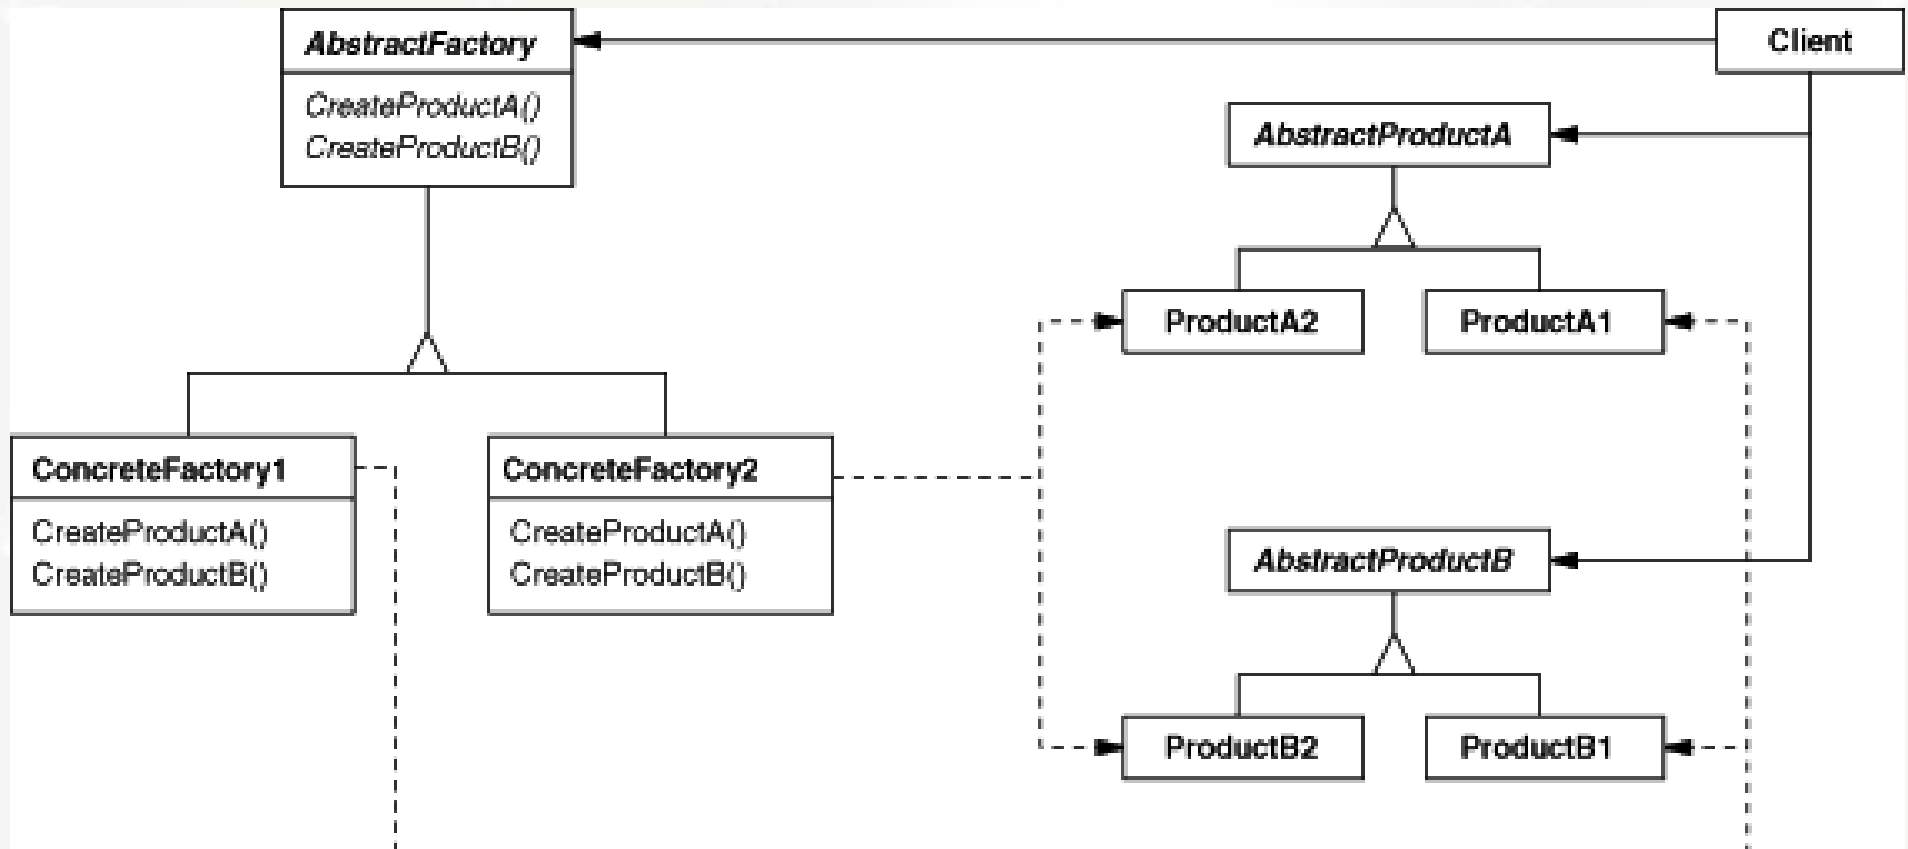 AbstractFactory
CreateProductA()
CreateProductB()
Client
AbstractProductA
ProductA2
ProductA1
ConcreteFactory1
CreateProductA()
CreateProductB()
ConcreteFactory2
CreateProductA()
CreateProductB()
AbstractProductB
ProductB2
ProductB1